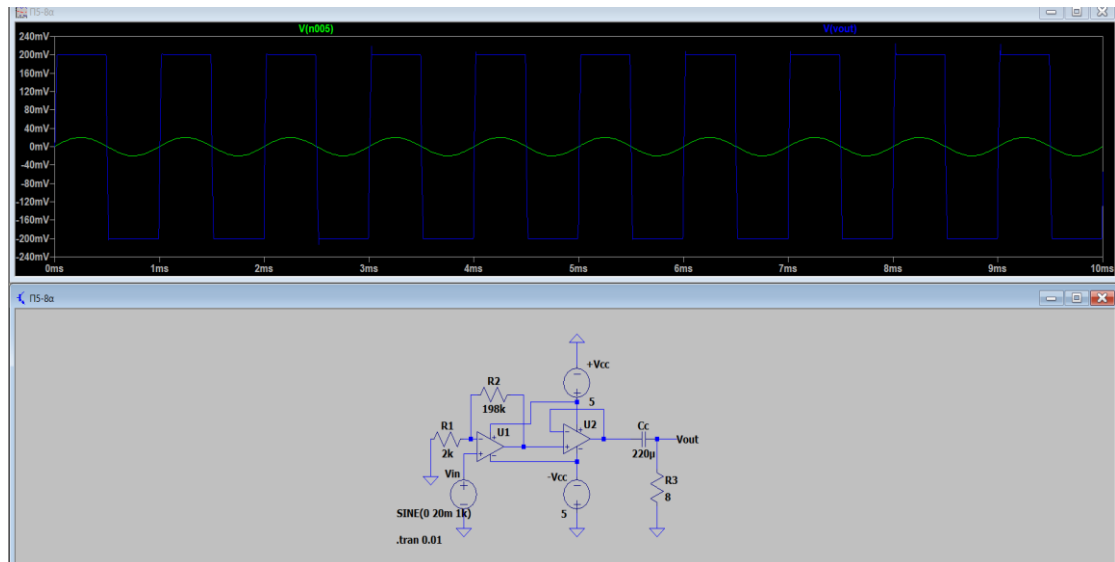 Π5-8α
V(n005) V(vout)
240mV
200mV
160mV
120mV
80mV
40mV
0mV
-40mV
-80mV
-120mV
-160mV
-200mV
-240mV
0ms 1ms 2ms 3ms 4ms 5ms 6ms 7ms 8ms 9ms 10ms
Π5-8α
+Vcc
5
R2
198k
R1
2k
U1
U2
Cc
220µ
Vout
Vin
-Vcc
5
R3
8
SINE(0 20m 1k)
.tran 0.01